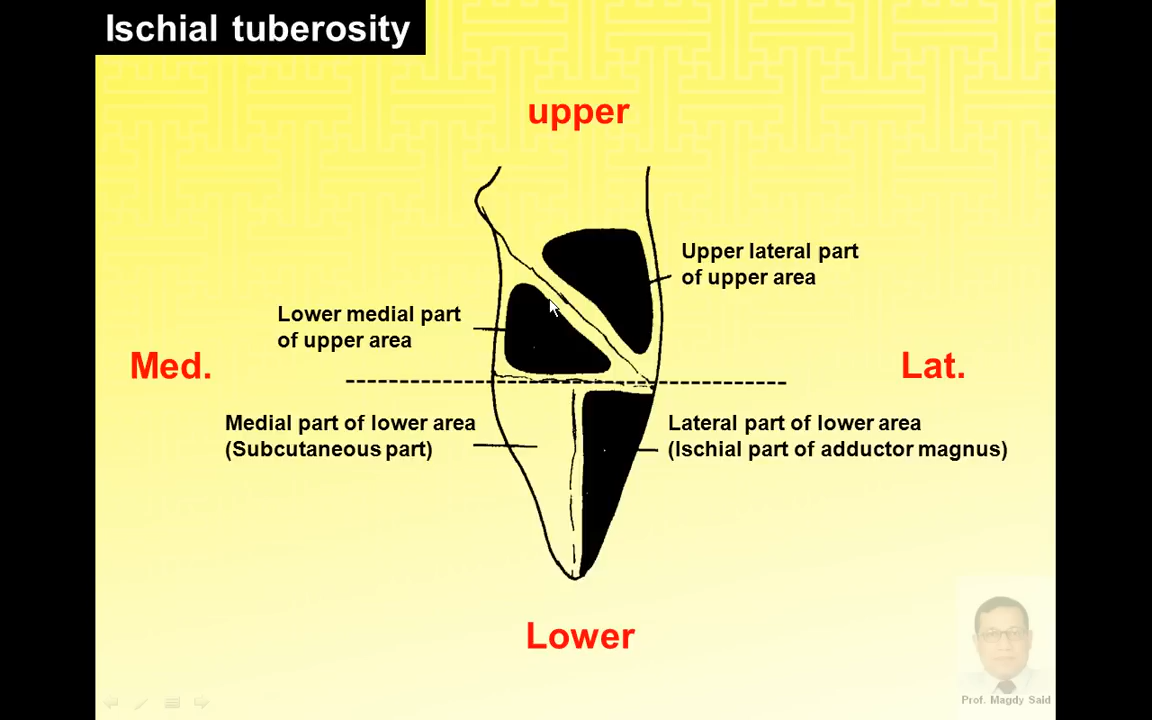 Ischial tuberosity
upper
Upper lateral part
of upper area
Lower medial part
of upper area
Med.
Lat.
Medial part of lower area
(Subcutaneous part)
Lateral part of lower area
(Ischial part of adductor magnus)
Lower
Prof. Magdy Said